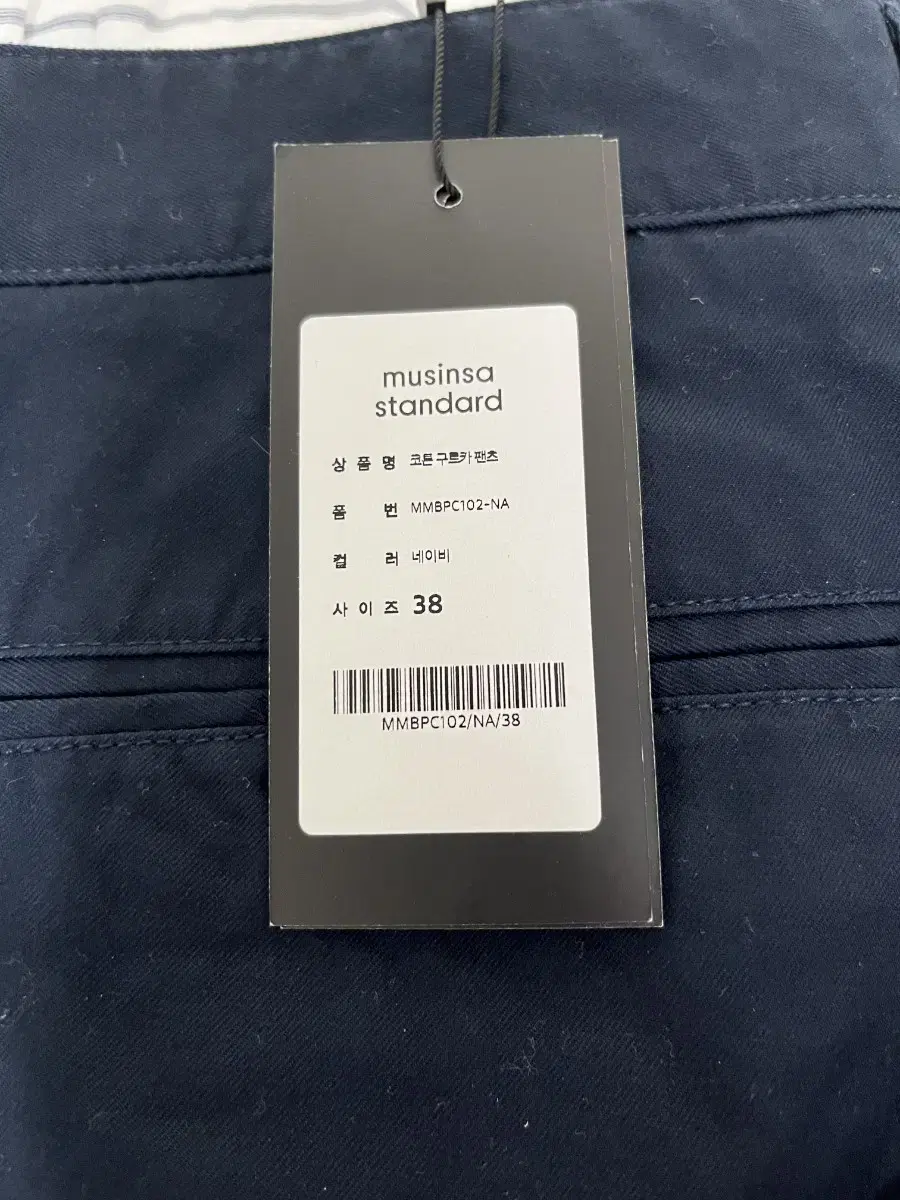 musinsa
standard
상 품 명 코튼 구르카 팬츠
품 번 MMBPC102-NA
컬 러 네이비
사 이 즈 38
MMBPC102/NA/38